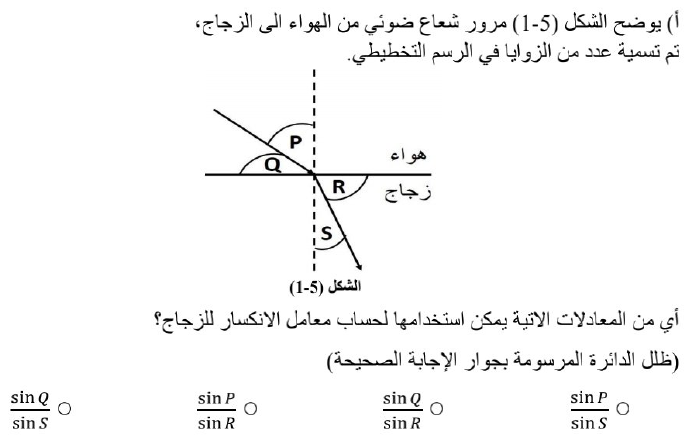 أ) يوضح الشكل (5-1) مرور شعاع ضوئي من الهواء الى الزجاج،
تم تسمية عدد من الزوايا في الرسم التخطيطي.
P
هواء
Q
R
زجاج
S
الشكل (5-1)
أي من المعادلات الاتية يمكن استخدامها لحساب معامل الانكسار للزجاج؟
(ظلل الدائرة المرسومة بجوار الإجابة الصحيحة)
○ sin P / sin S ○ sin Q / sin R ○ sin P / sin R ○ sin Q / sin S